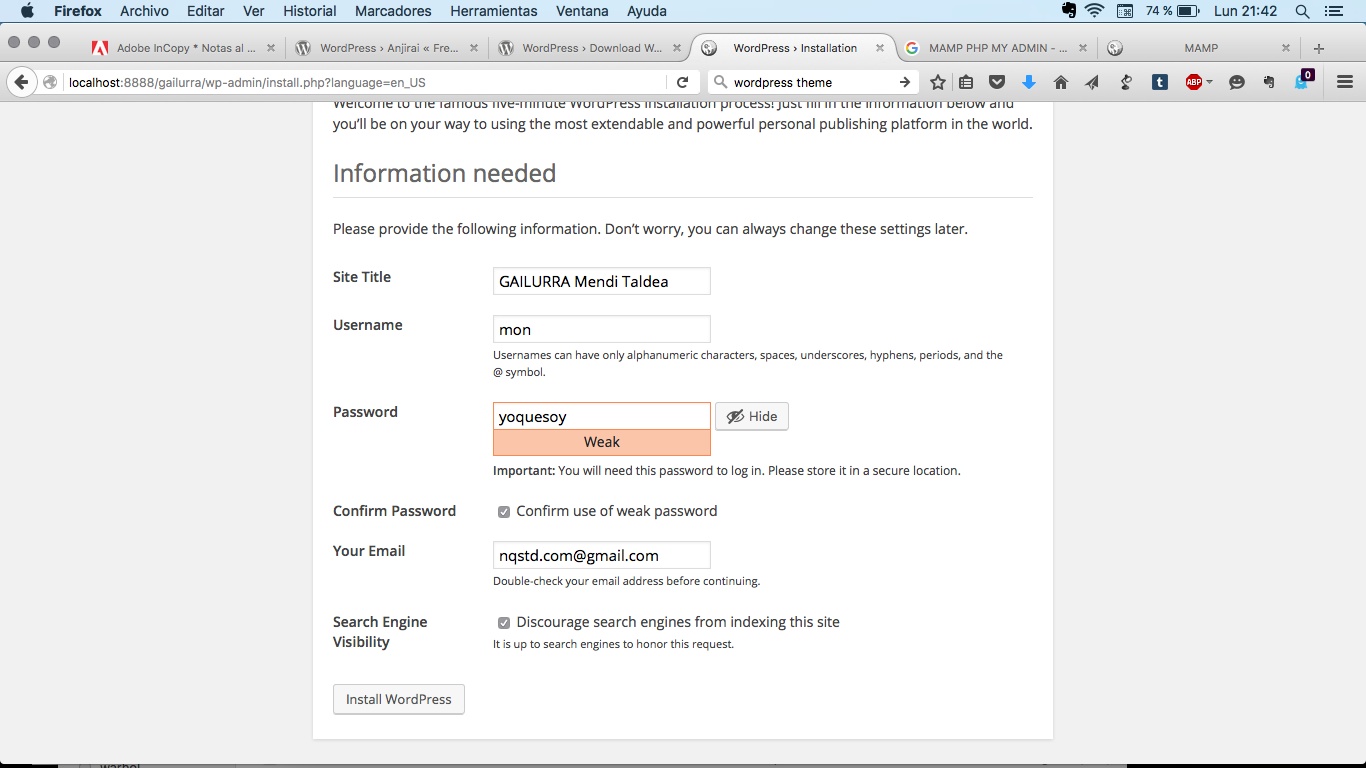 Firefox Archivo Editar Ver Historial Marcadores Herramientas Ventana Ayuda 74 % Lun 21:42
Adobe InCopy * Notas al ... WordPress › Anjirai « Fre... WordPress › Download W... WordPress › Installation MAMP PHP MY ADMIN - ... MAMP
localhost:8888/gailurra/wp-admin/install.php?language=en_US wordpress theme ABP 0
Welcome to the famous five-minute WordPress installation process! Just fill in the information below and
you’ll be on your way to using the most extendable and powerful personal publishing platform in the world.
Information needed
Please provide the following information. Don’t worry, you can always change these settings later.
Site Title GAILURRA Mendi Taldea
Username mon
Usernames can have only alphanumeric characters, spaces, underscores, hyphens, periods, and the
@ symbol.
Password yoquesoy Hide
Weak
Important: You will need this password to log in. Please store it in a secure location.
Confirm Password Confirm use of weak password
Your Email nqstd.com@gmail.com
Double-check your email address before continuing.
Search Engine Discourage search engines from indexing this site
Visibility It is up to search engines to honor this request.
Install WordPress